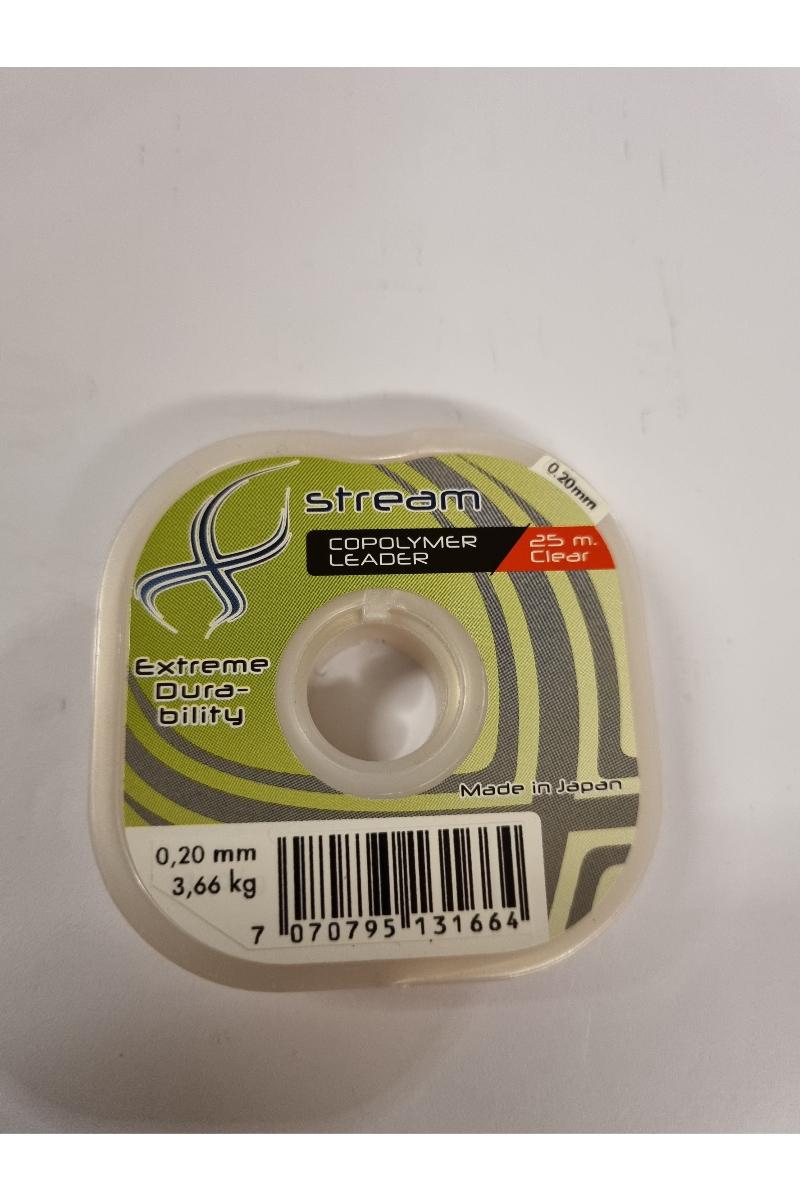 X stream
0.20mm
COPOLYMER
LEADER
25 m.
Clear
Extreme
Dura-
bility
Made in Japan
0,20 mm
3,66 kg
7 070795 131664